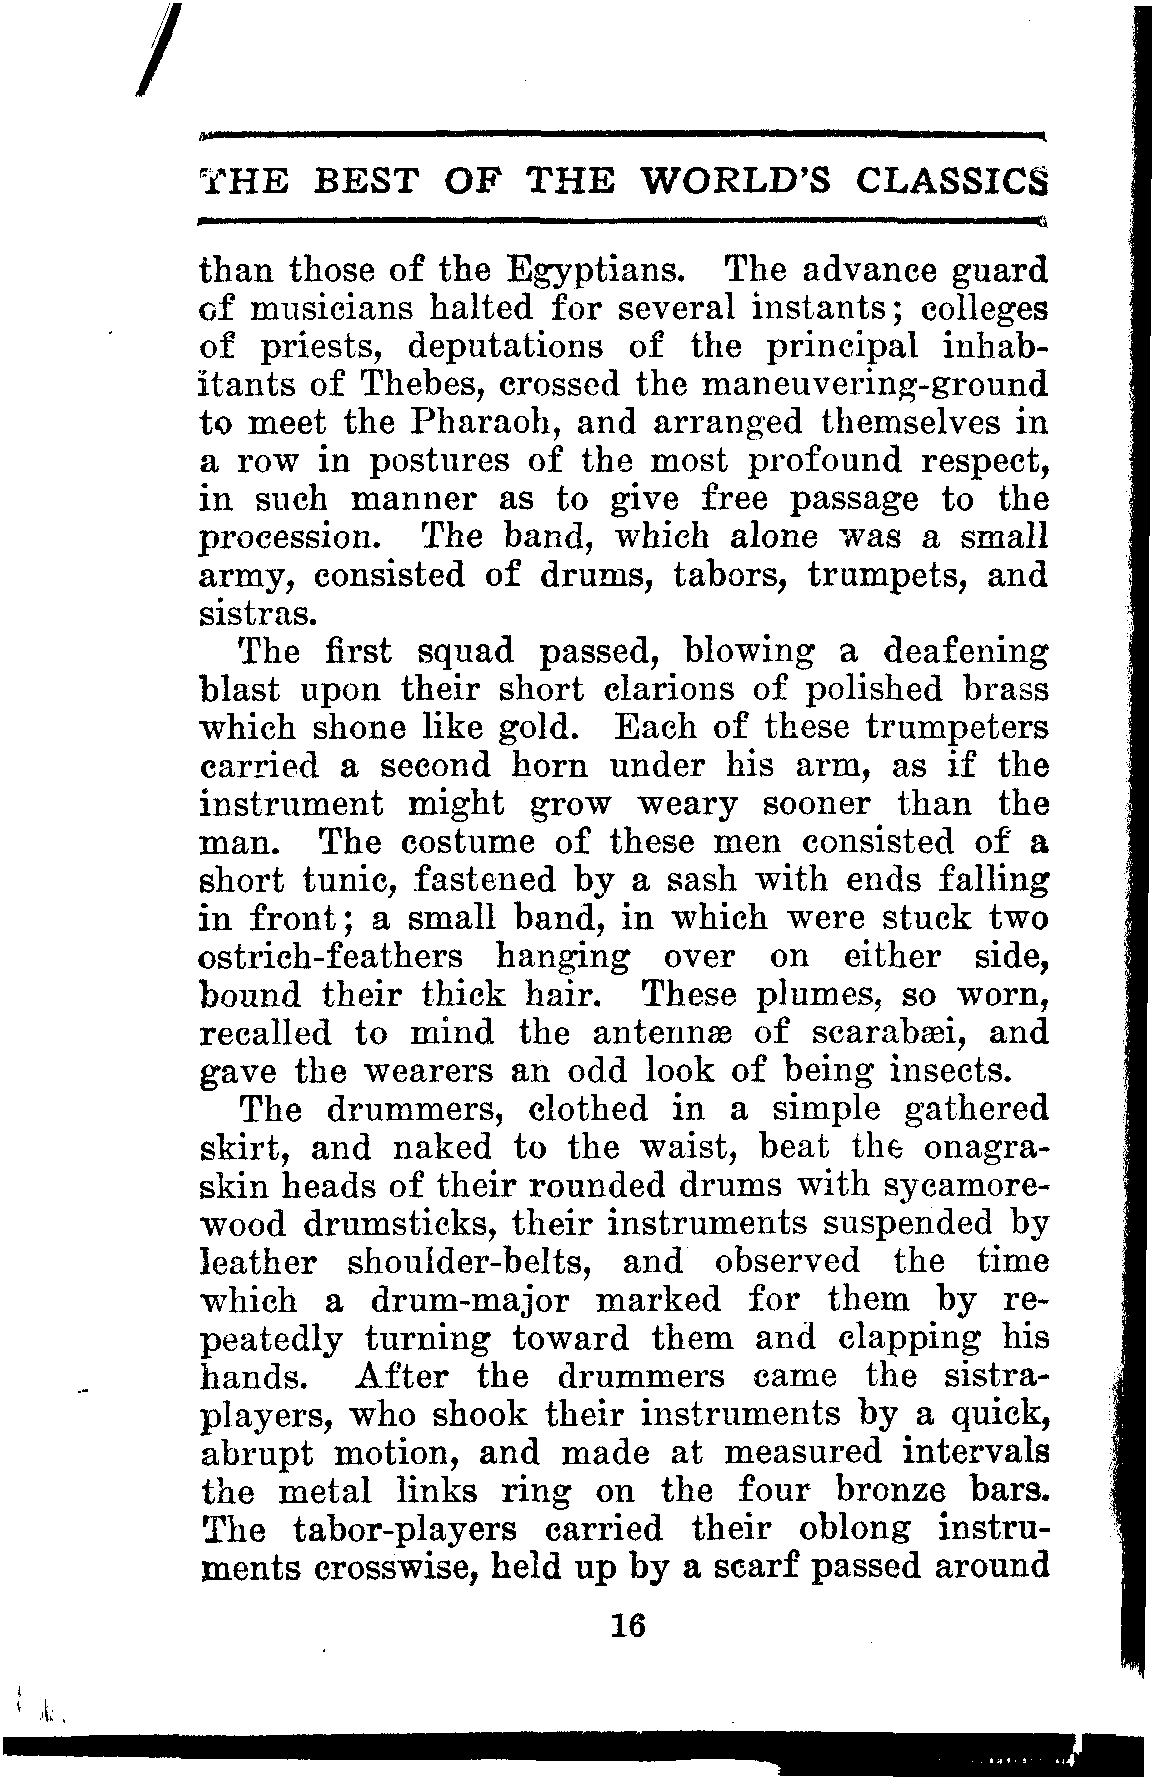 THE BEST OF THE WORLD'S CLASSICS
than those of the Egyptians. The advance guard
of musicians halted for several instants; colleges
of priests, deputations of the principal inhab-
itants of Thebes, crossed the maneuvering-ground
to meet the Pharaoh, and arranged themselves in
a row in postures of the most profound respect,
in such manner as to give free passage to the
procession. The band, which alone was a small
army, consisted of drums, tabors, trumpets, and
sistras.
The first squad passed, blowing a deafening
blast upon their short clarions of polished brass
which shone like gold. Each of these trumpeters
carried a second horn under his arm, as if the
instrument might grow weary sooner than the
man. The costume of these men consisted of a
short tunic, fastened by a sash with ends falling
in front; a small band, in which were stuck two
ostrich-feathers hanging over on either side,
bound their thick hair. These plumes, so worn,
recalled to mind the antennæ of scarabæi, and
gave the wearers an odd look of being insects.
The drummers, clothed in a simple gathered
skirt, and naked to the waist, beat the onagra-
skin heads of their rounded drums with sycamore-
wood drumsticks, their instruments suspended by
leather shoulder-belts, and observed the time
which a drum-major marked for them by re-
peatedly turning toward them and clapping his
hands. After the drummers came the sistra-
players, who shook their instruments by a quick,
abrupt motion, and made at measured intervals
the metal links ring on the four bronze bars.
The tabor-players carried their oblong instru-
ments crosswise, held up by a scarf passed around
16